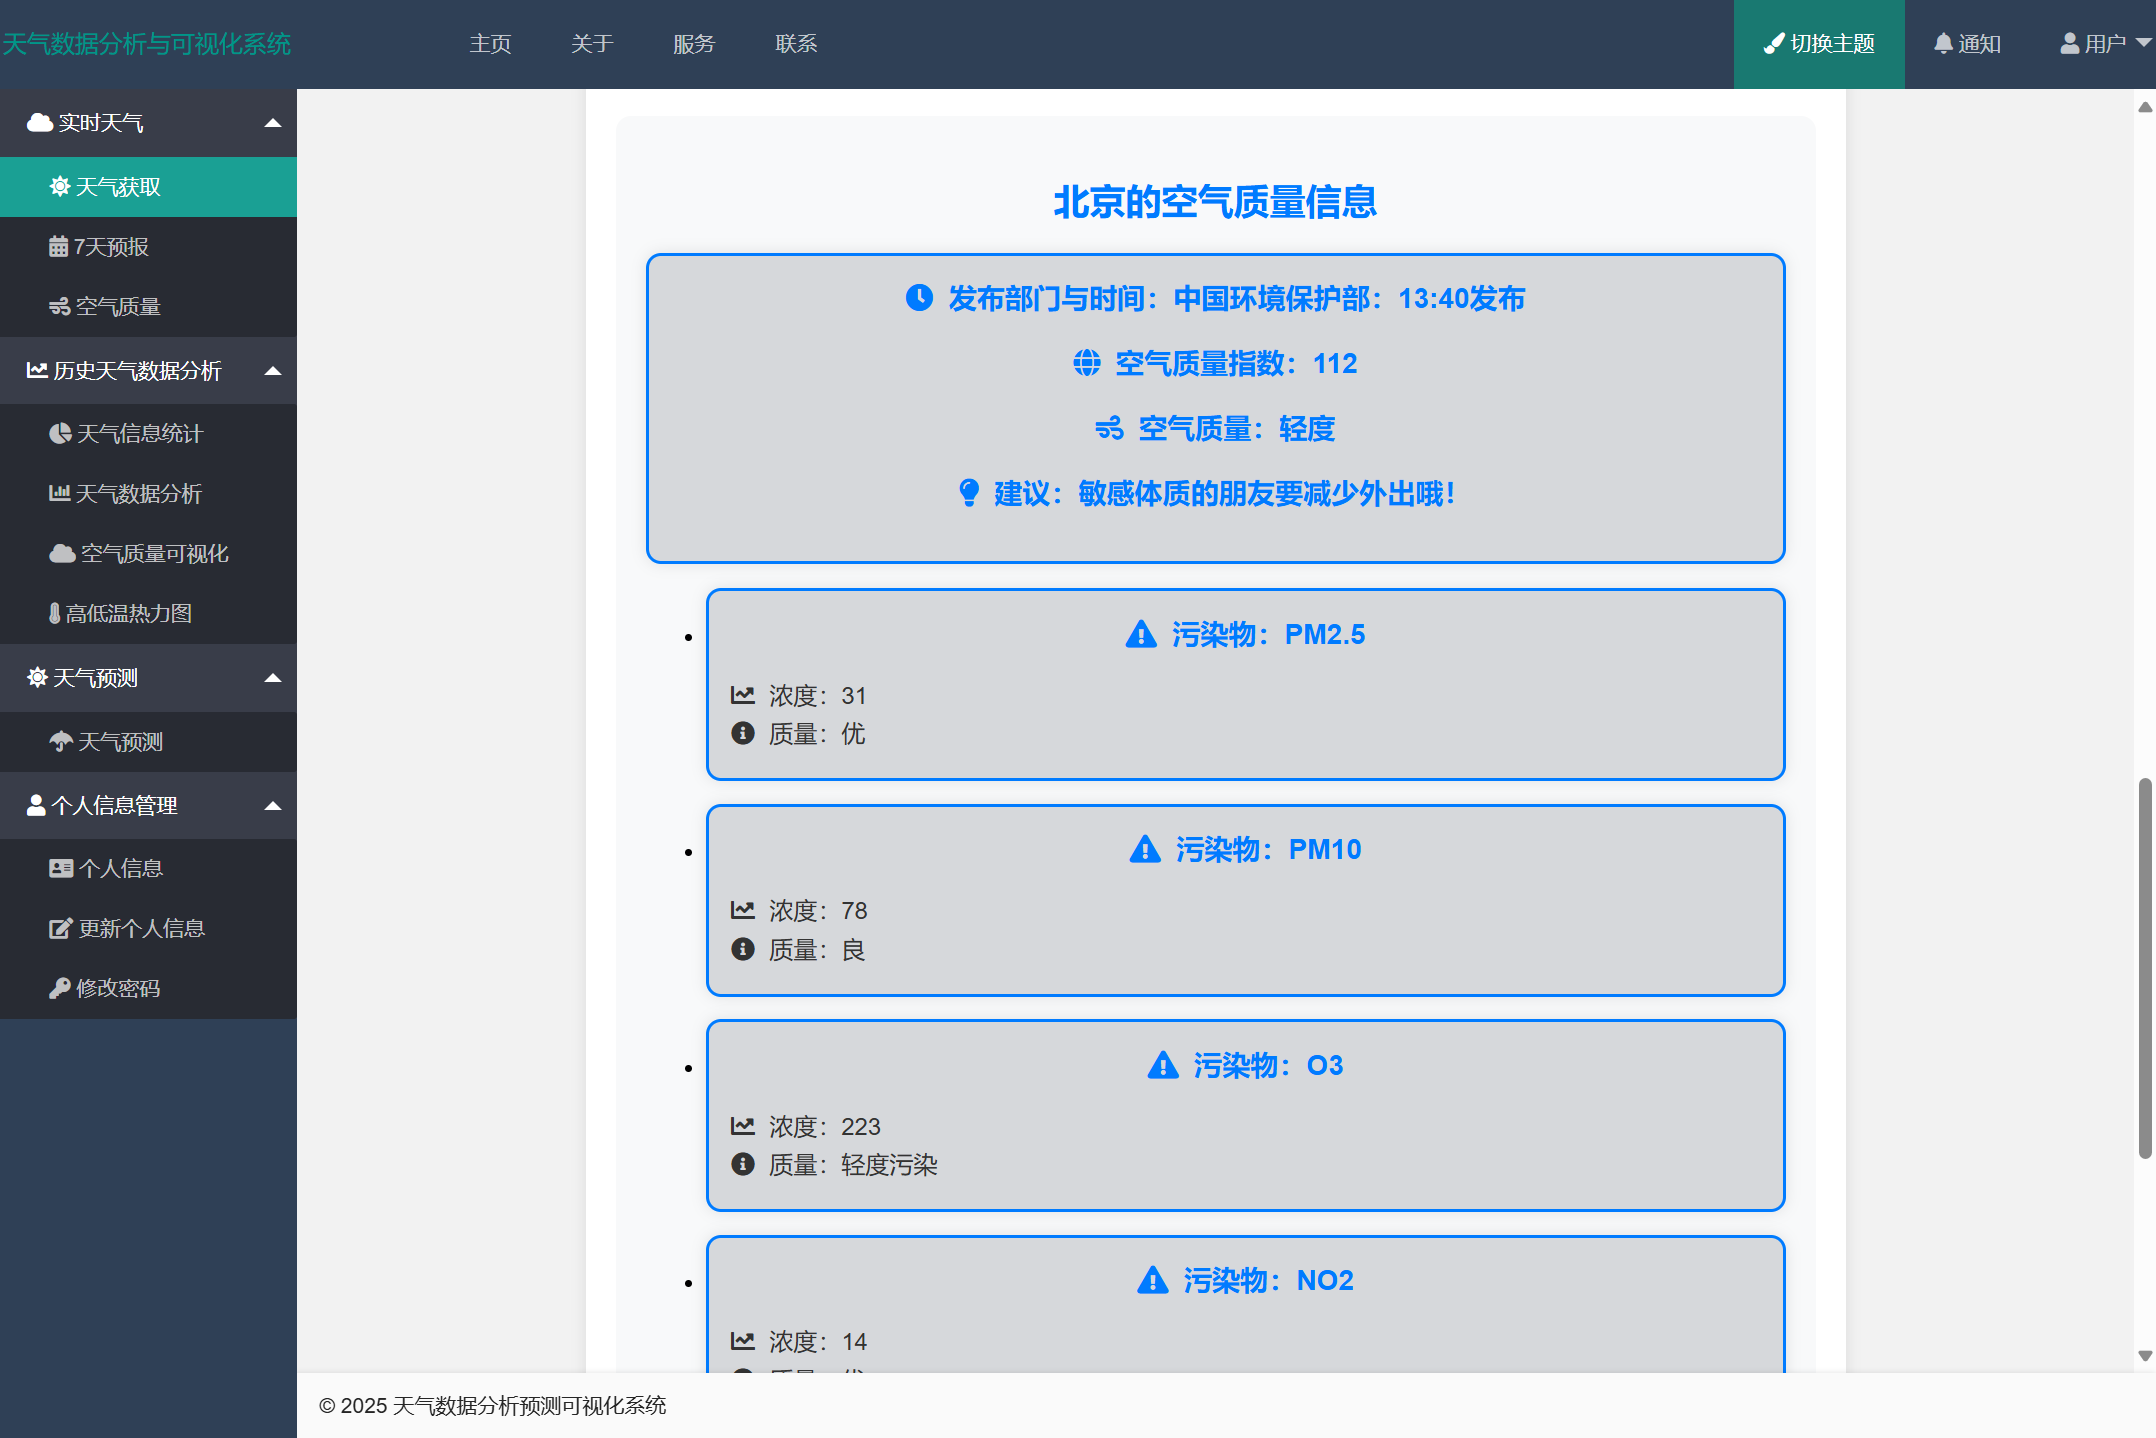 天气数据分析与可视化系统
主页
关于
服务
联系
切换主题
通知
用户
实时天气
天气获取
7天预报
空气质量
历史天气数据分析
天气信息统计
天气数据分析
空气质量可视化
高低温热力图
天气预测
天气预测
个人信息管理
个人信息
更新个人信息
修改密码
北京的空气质量信息
发布部门与时间：中国环境保护部：13:40发布
空气质量指数：112
空气质量：轻度
建议：敏感体质的朋友要减少外出哦！
污染物：PM2.5
浓度：31
质量：优
污染物：PM10
浓度：78
质量：良
污染物：O3
浓度：223
质量：轻度污染
污染物：NO2
浓度：14
© 2025 天气数据分析预测可视化系统